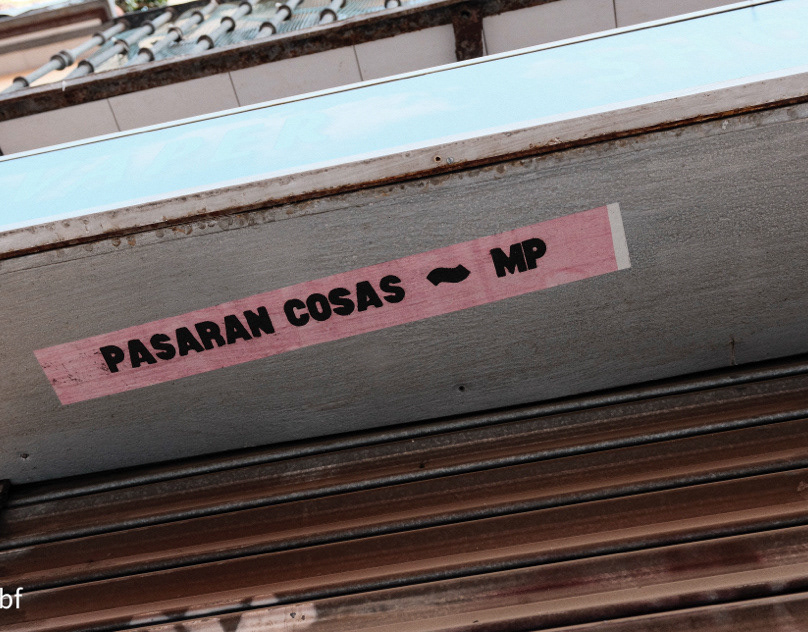 PASARAN COSAS ~ MP
bf